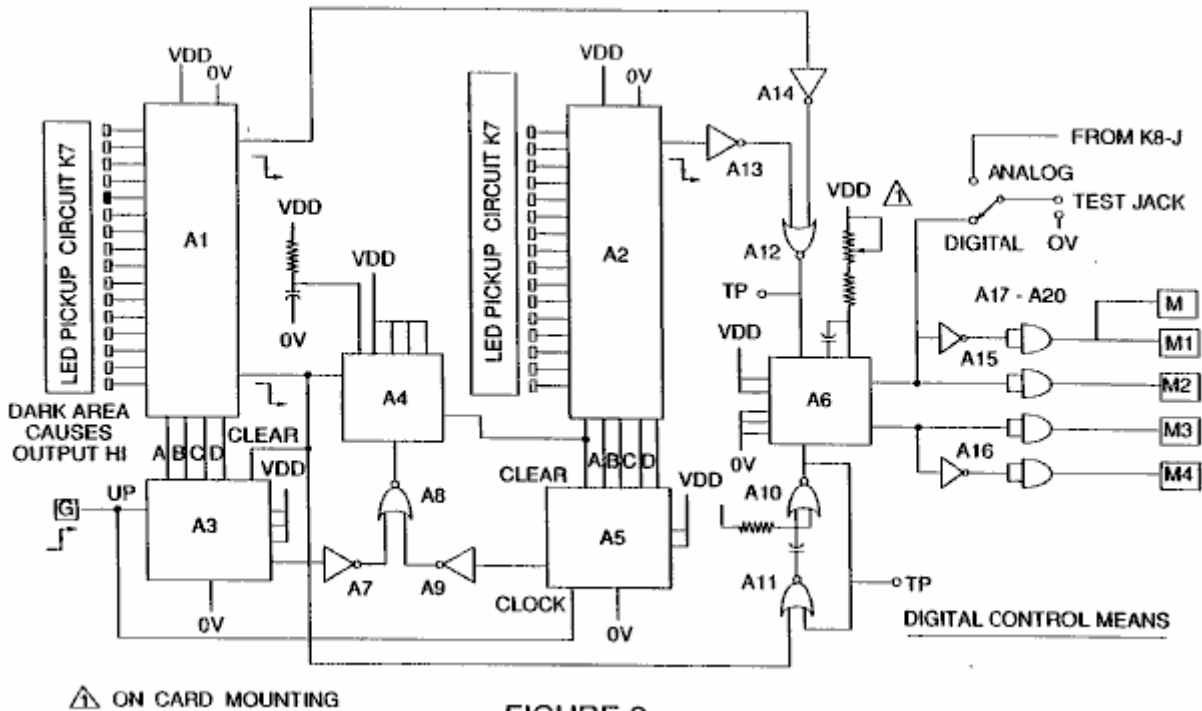 VDD
0V
LED PICKUP CIRCUIT K7
A1
DARK AREA
CAUSES
OUTPUT HI
A B C D
CLEAR
VDD
UP
G
A3
0V
VDD
0V
VDD
A4
A7
A8
A9
VDD
0V
LED PICKUP CIRCUIT K7
A2
A B C D
CLEAR
VDD
A5
CLOCK
0V
A13
A14
A12
TP
VDD
1
VDD
0V
A6
A10
A11
TP
FROM K8-J
ANALOG
TEST JACK
DIGITAL
OV
A17 - A20
A15
A16
M
M1
M2
M3
M4
DIGITAL CONTROL MEANS
1 ON CARD MOUNTING